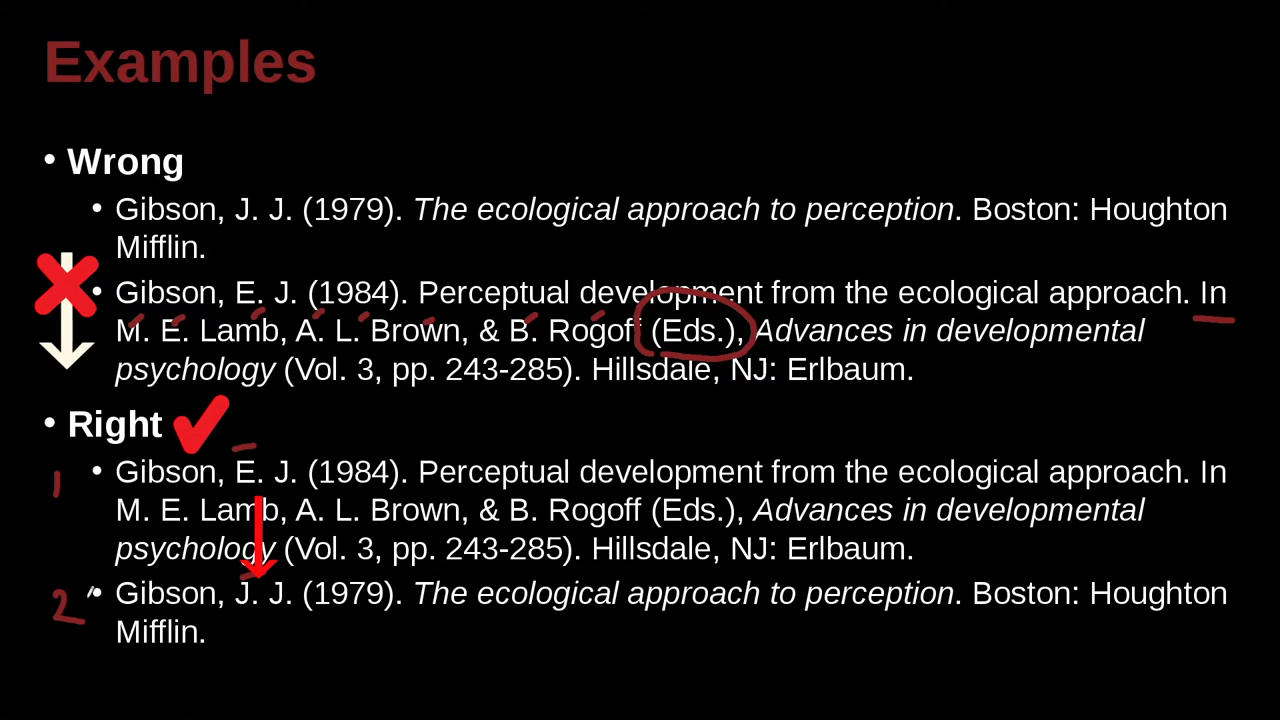 Examples
• Wrong
• Gibson, J. J. (1979). The ecological approach to perception. Boston: Houghton
Mifflin.
• Gibson, E. J. (1984). Perceptual development from the ecological approach. In
M. E. Lamb, A. L. Brown, & B. Rogoff (Eds.), Advances in developmental
psychology (Vol. 3, pp. 243-285). Hillsdale, NJ: Erlbaum.
• Right
1 • Gibson, E. J. (1984). Perceptual development from the ecological approach. In
M. E. Lamb, A. L. Brown, & B. Rogoff (Eds.), Advances in developmental
psychology (Vol. 3, pp. 243-285). Hillsdale, NJ: Erlbaum.
2 • Gibson, J. J. (1979). The ecological approach to perception. Boston: Houghton
Mifflin.